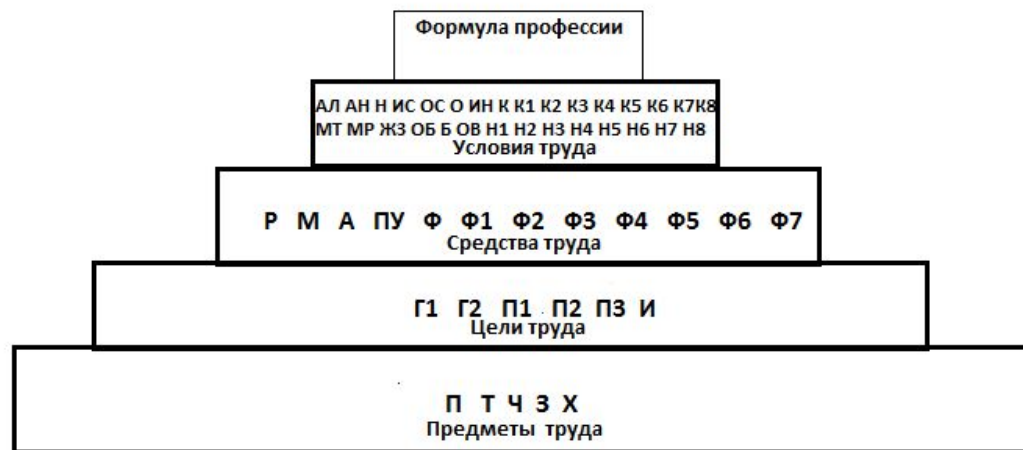 Формула профессии
АЛ АН Н ИС ОС О ИН К К1 К2 К3 К4 К5 К6 К7К8
МТ МР ЖЗ ОБ Б ОВ Н1 Н2 Н3 Н4 Н5 Н6 Н7 Н8
Условия труда
Р М А ПУ Ф Ф1 Ф2 Ф3 Ф4 Ф5 Ф6 Ф7
Средства труда
Г1 Г2 П1 П2 П3 И
Цели труда
П Т Ч З Х
Предметы труда